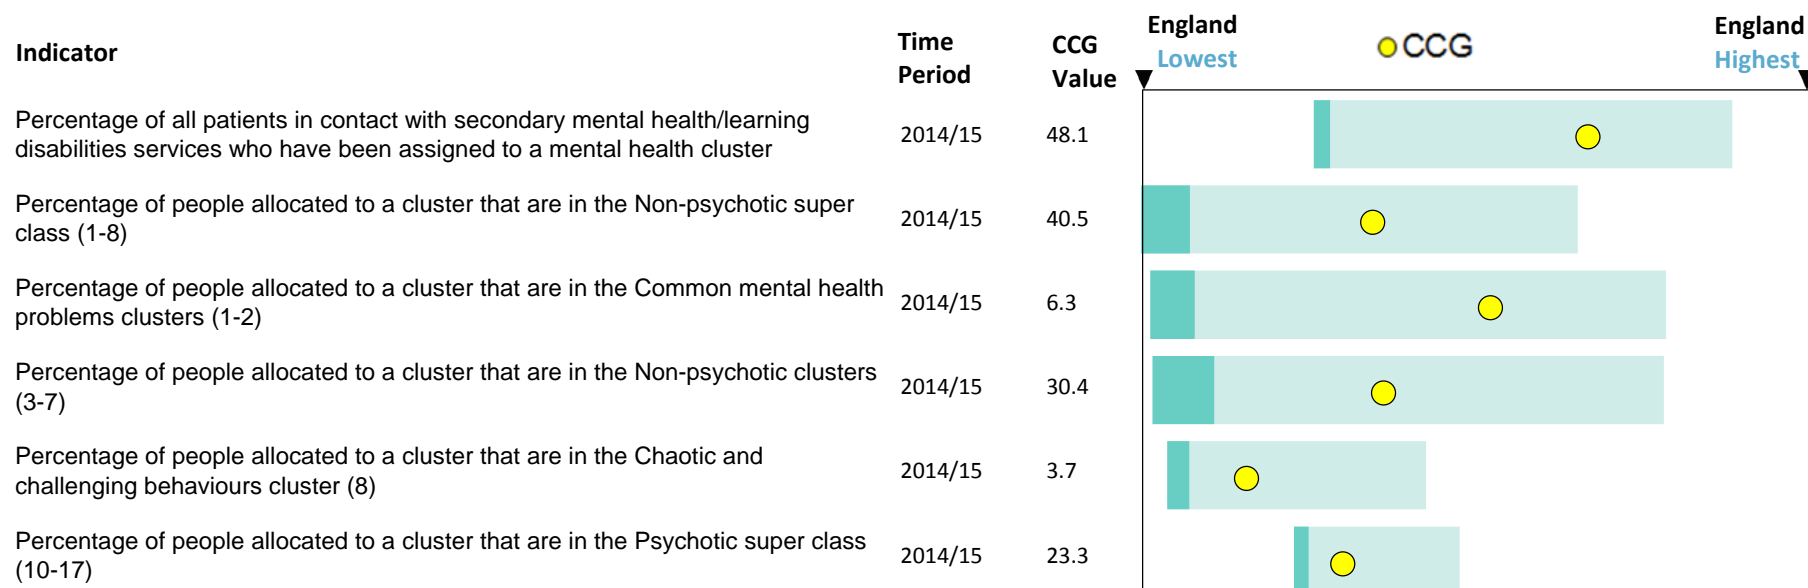 Indicator
Time Period
CCG Value
England Lowest
CCG
England Highest
Percentage of all patients in contact with secondary mental health/learning
disabilities services who have been assigned to a mental health cluster
2014/15
48.1
Percentage of people allocated to a cluster that are in the Non-psychotic super
class (1-8)
2014/15
40.5
Percentage of people allocated to a cluster that are in the Common mental health
problems clusters (1-2)
2014/15
6.3
Percentage of people allocated to a cluster that are in the Non-psychotic clusters
(3-7)
2014/15
30.4
Percentage of people allocated to a cluster that are in the Chaotic and
challenging behaviours cluster (8)
2014/15
3.7
Percentage of people allocated to a cluster that are in the Psychotic super class
(10-17)
2014/15
23.3